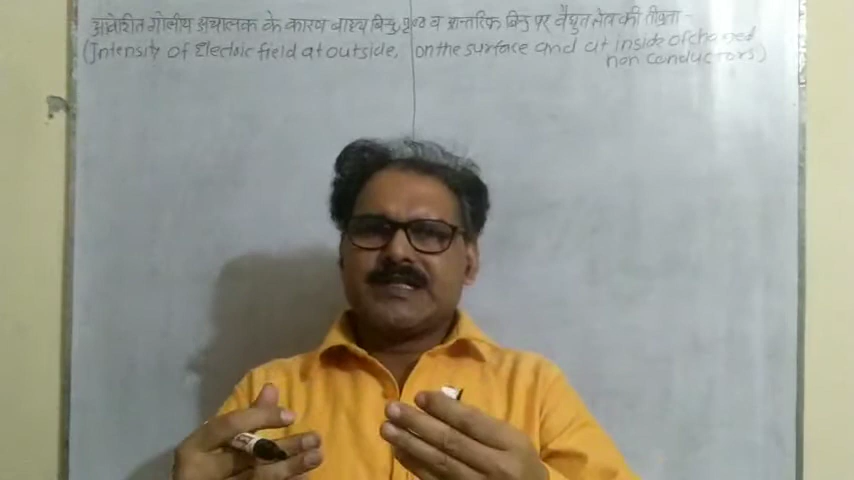 आवेशित गोलीय अचालक के कारण बाह्य बिन्दु, पृष्ठ व आन्तरिक बिन्दु पर वैधुत क्षेत्र की तीव्रता -
(Intensity of Electric field at outside, on the surface and at inside of charged
non conductors)